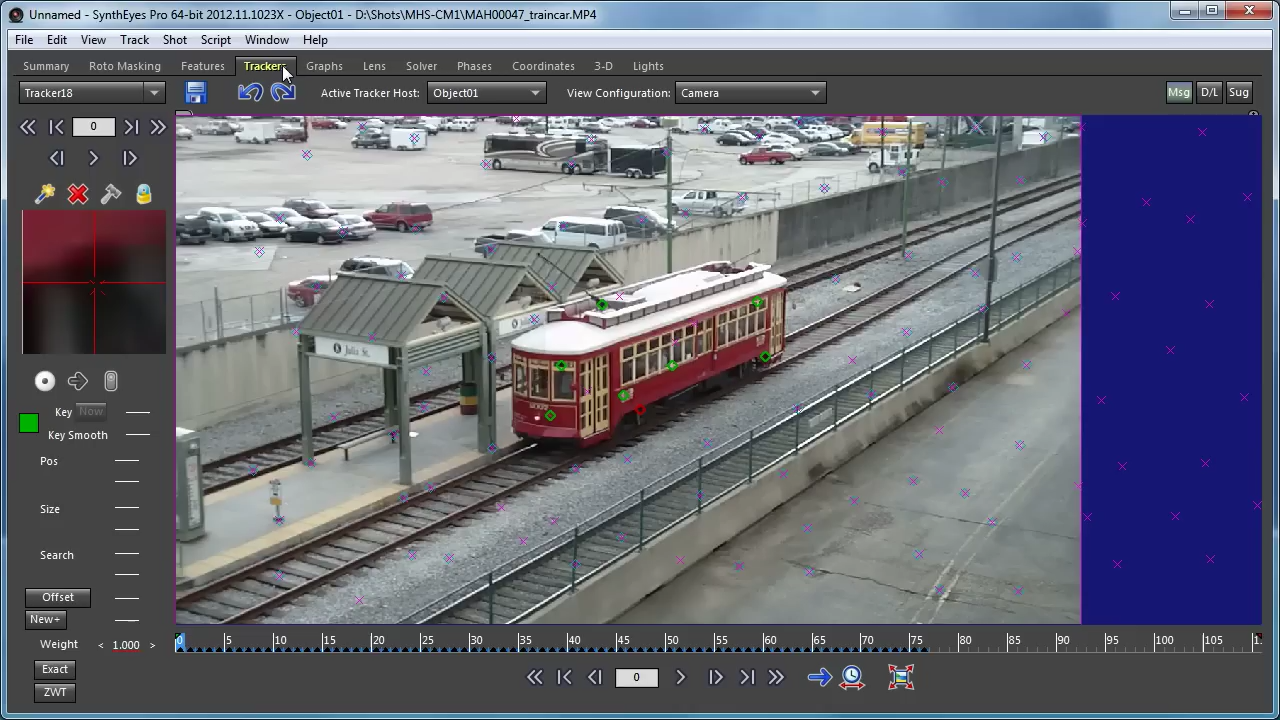 Unnamed - SynthEyes Pro 64-bit 2012.11.1023X - Object01 - D:\Shots\MHS-CM1\MAH00047_traincar.MP4
File Edit View Track Shot Script Window Help
Summary Roto Masking Features Trackers Graphs Lens Solver Phases Coordinates 3-D Lights
Tracker18 Active Tracker Host: Object01 View Configuration: Camera Msg D/L Sug
0
Key Now
Key Smooth
Pos
Size
Search
Offset
New+
Weight < 1.000 >
Exact
ZWT
Julia St.
0 5 10 15 20 25 30 35 40 45 50 55 60 65 70 75 80 85 90 95 100 105
0